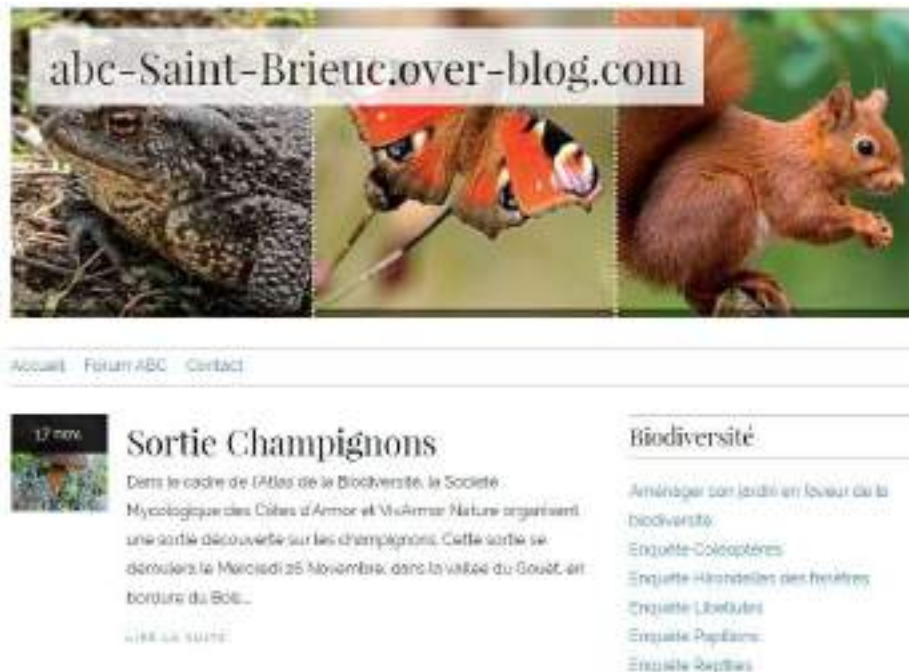 abc-Saint-Brieuc.over-blog.com
Accueil Forum ABC Contact
17 nov.
Sortie Champignons
Dans le cadre de l'Atlas de la Biodiversité, la Société
Mycologique des Côtes d'Armor et VivArmor Nature organisent
une sortie découverte sur les champignons. Cette sortie se
déroulera le Mercredi 26 Novembre, dans la vallée du Gouët, en
bordure du Bois...
LIRE LA SUITE
Biodiversité
Aménager son jardin en faveur de la
biodiversité
Enquête Coléoptères
Enquête Hirondelles des fenêtres
Enquête Libellules
Enquête Papillons
Enquête Reptiles